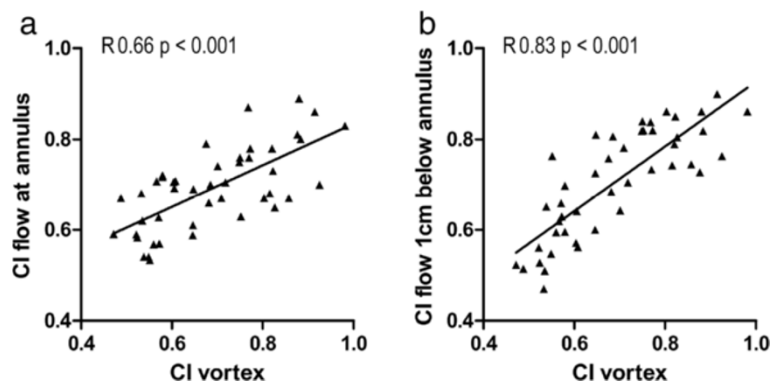 a
R 0.66 p < 0.001
CI flow at annulus
1.0
0.8
0.6
0.4
0.4 0.6 0.8 1.0
CI vortex
b
R 0.83 p < 0.001
CI flow 1cm below annulus
1.0
0.8
0.6
0.4
0.4 0.6 0.8 1.0
CI vortex